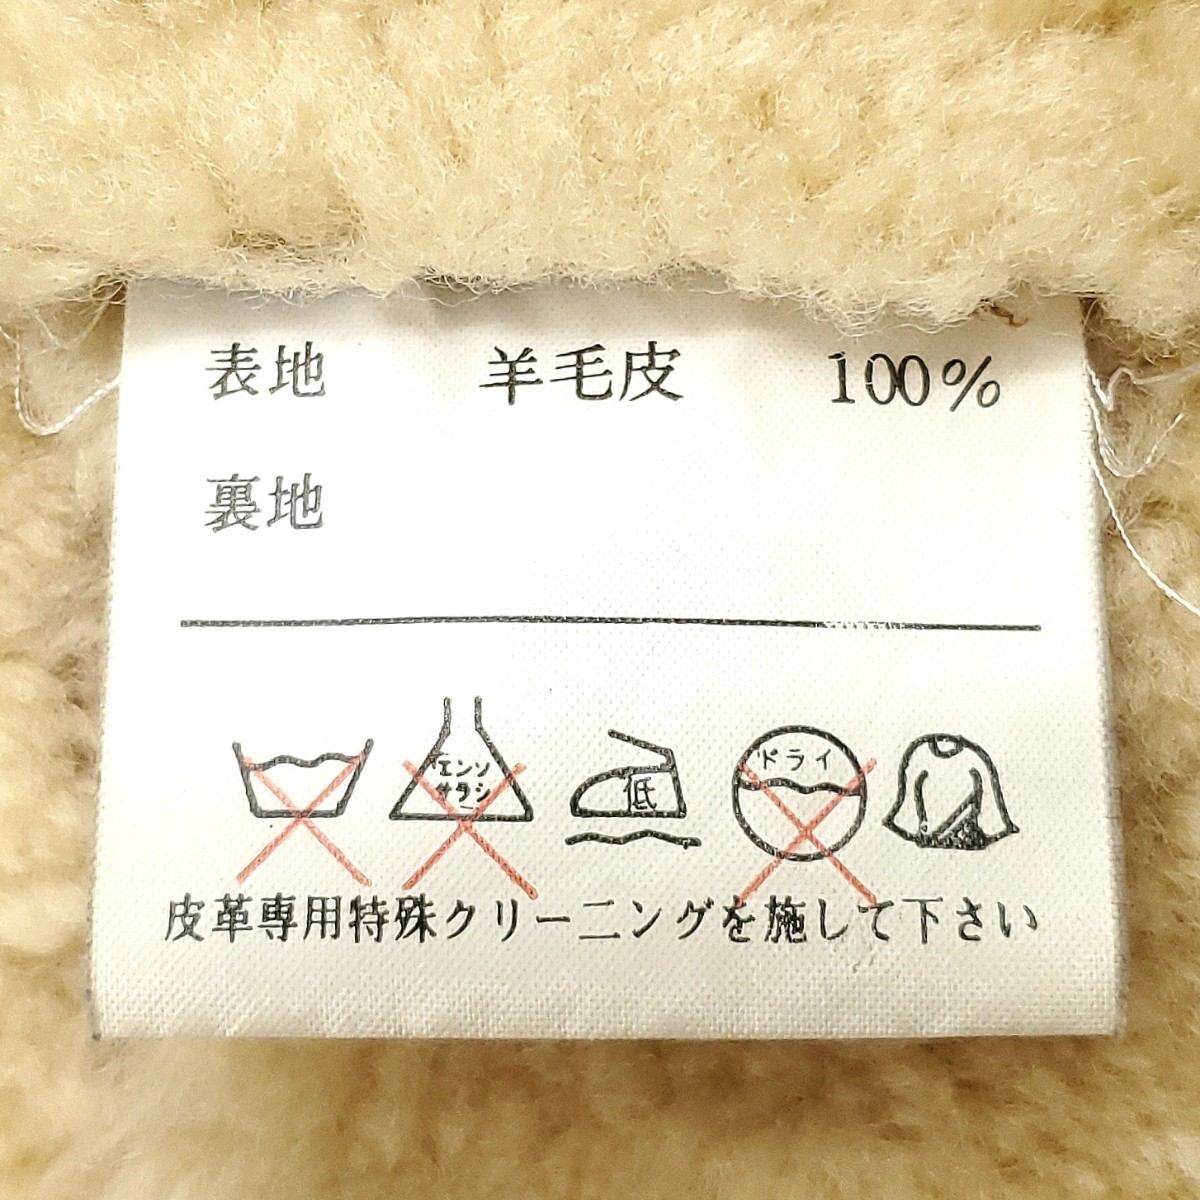 表地 羊毛皮 100%
裏地
エンソ
サラシ
低
ドライ
皮革専用特殊クリーニングを施して下さい